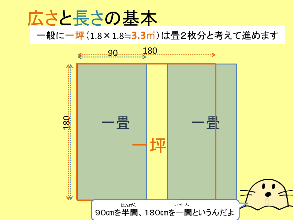 広さと長さの基本
一般に一坪（1.8×1.8≒3.3㎡）は畳２枚分と考えて進めます
90
180
180
一畳
一畳
一坪
９０㎝を半間、１８０㎝を一間というんだよ